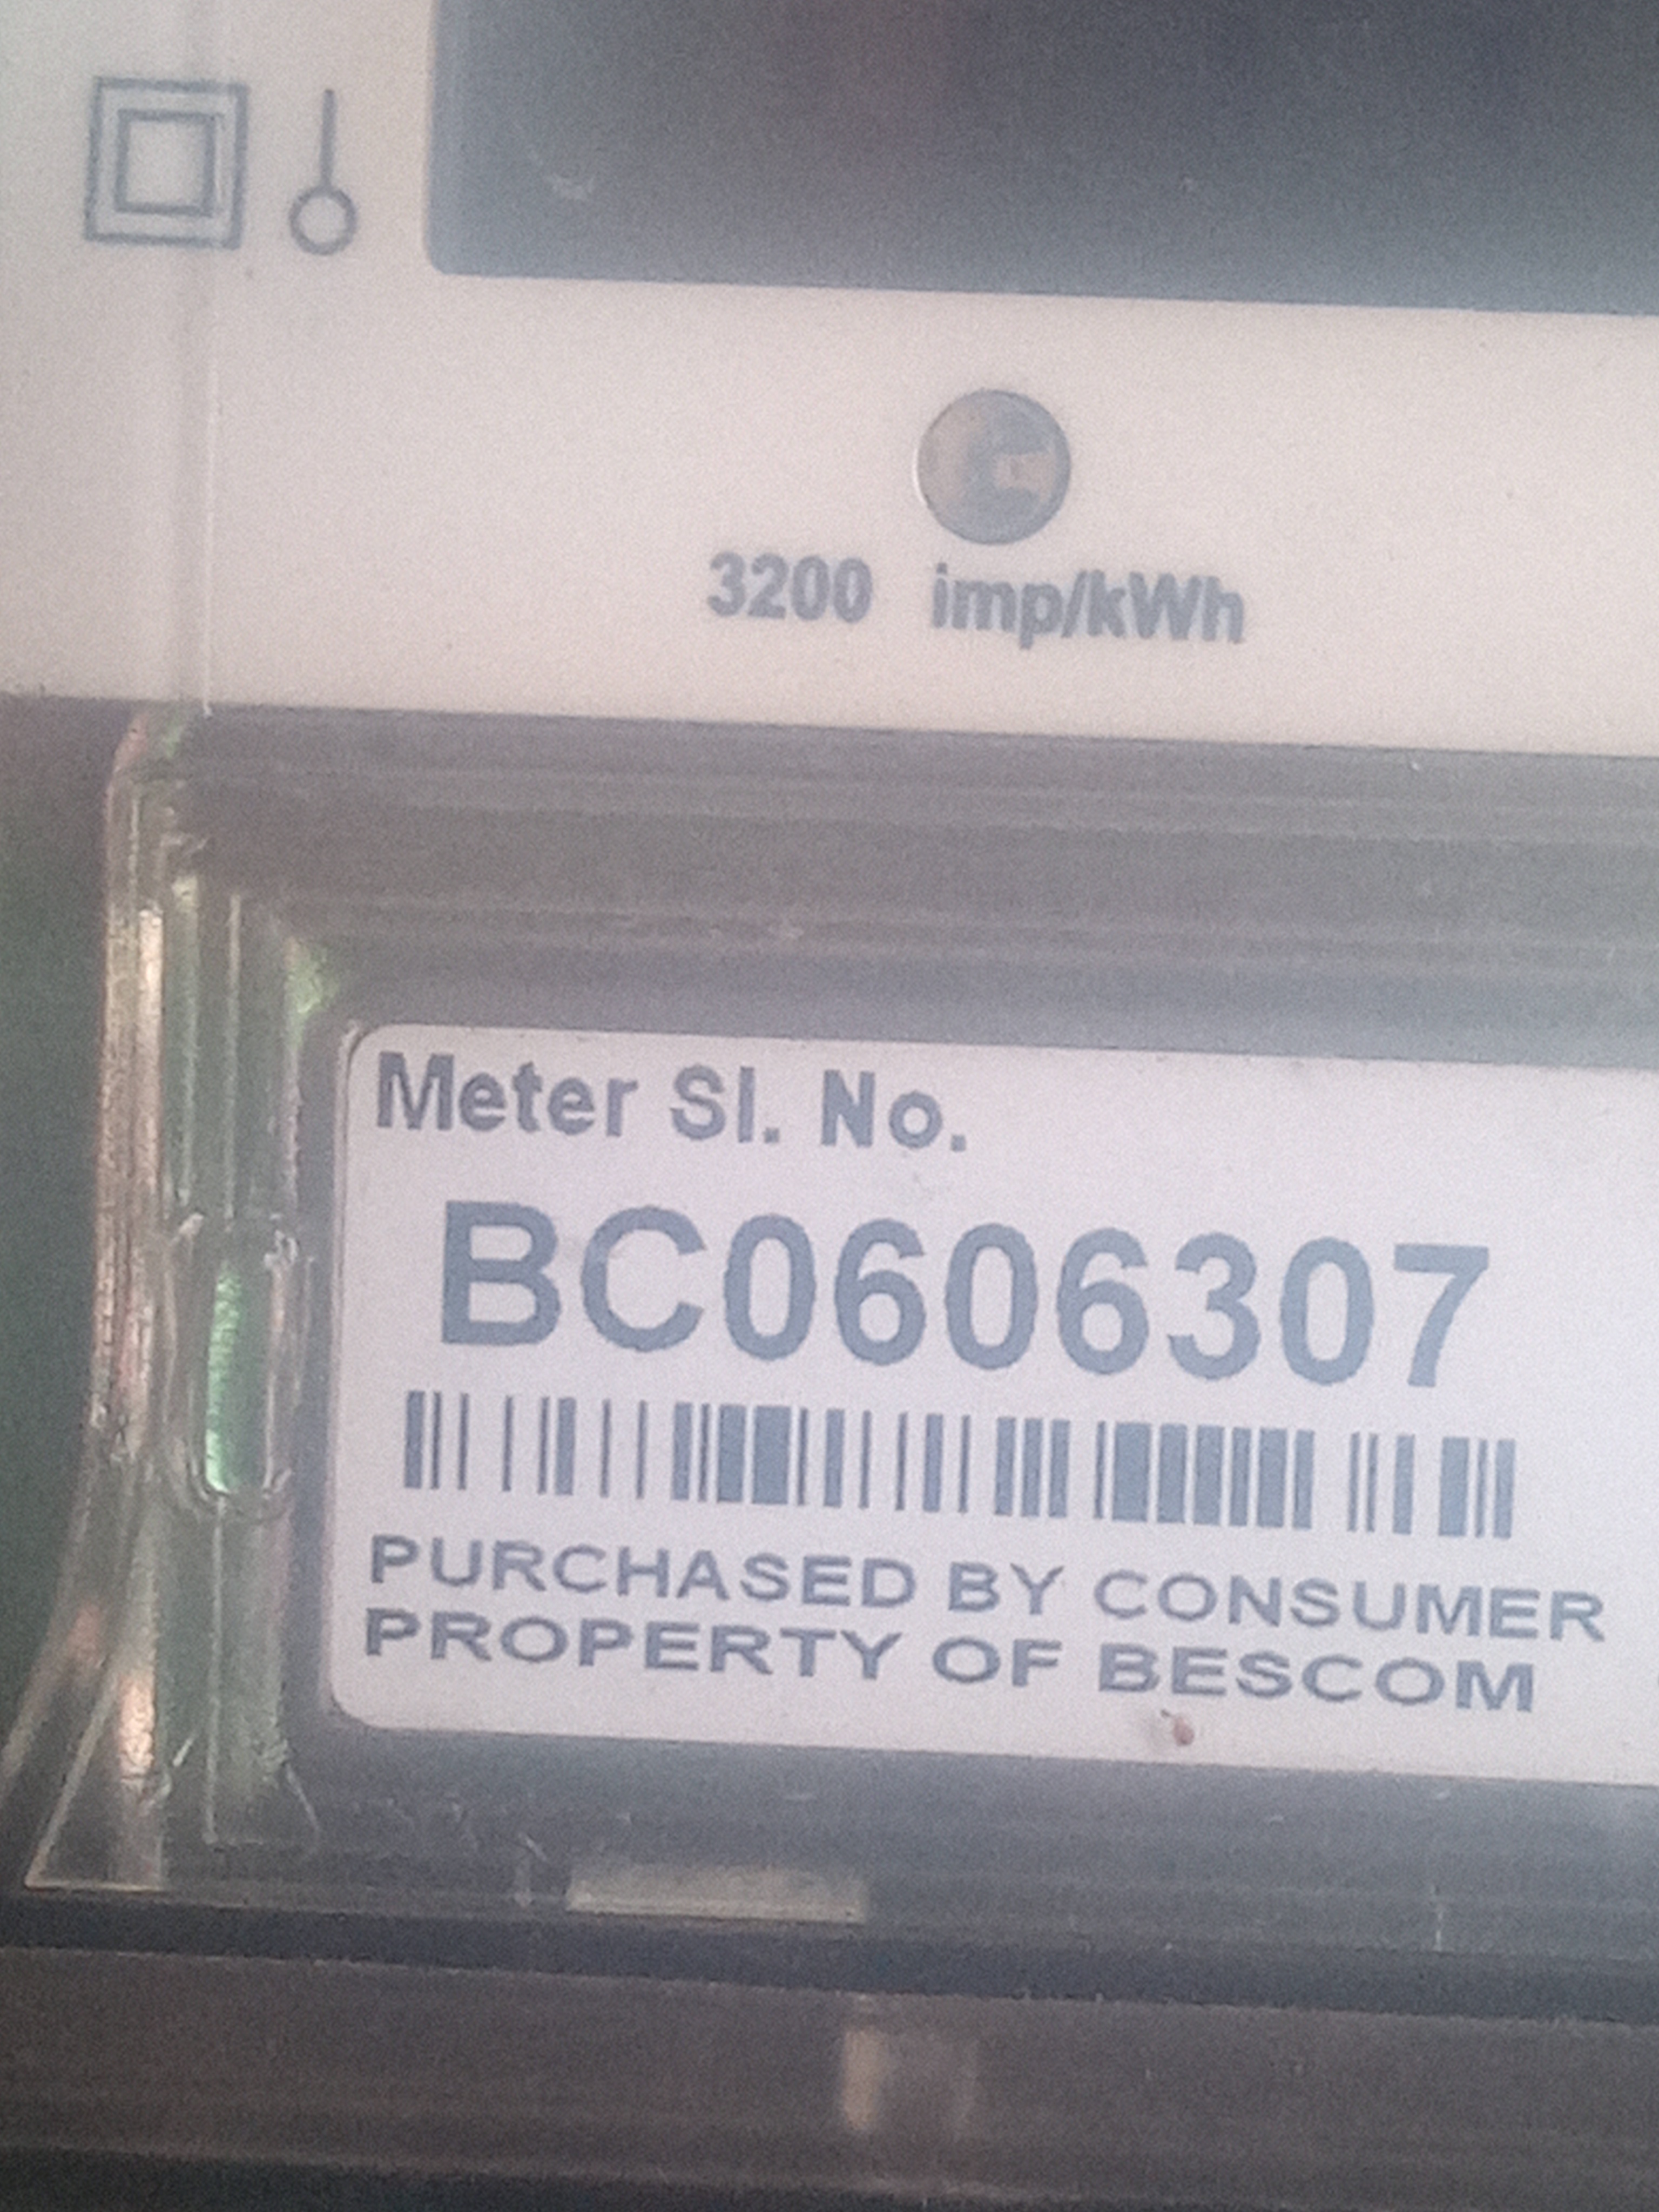 3200 imp/kWh
Meter Sl. No.
BC0606307
PURCHASED BY CONSUMER
PROPERTY OF BESCOM